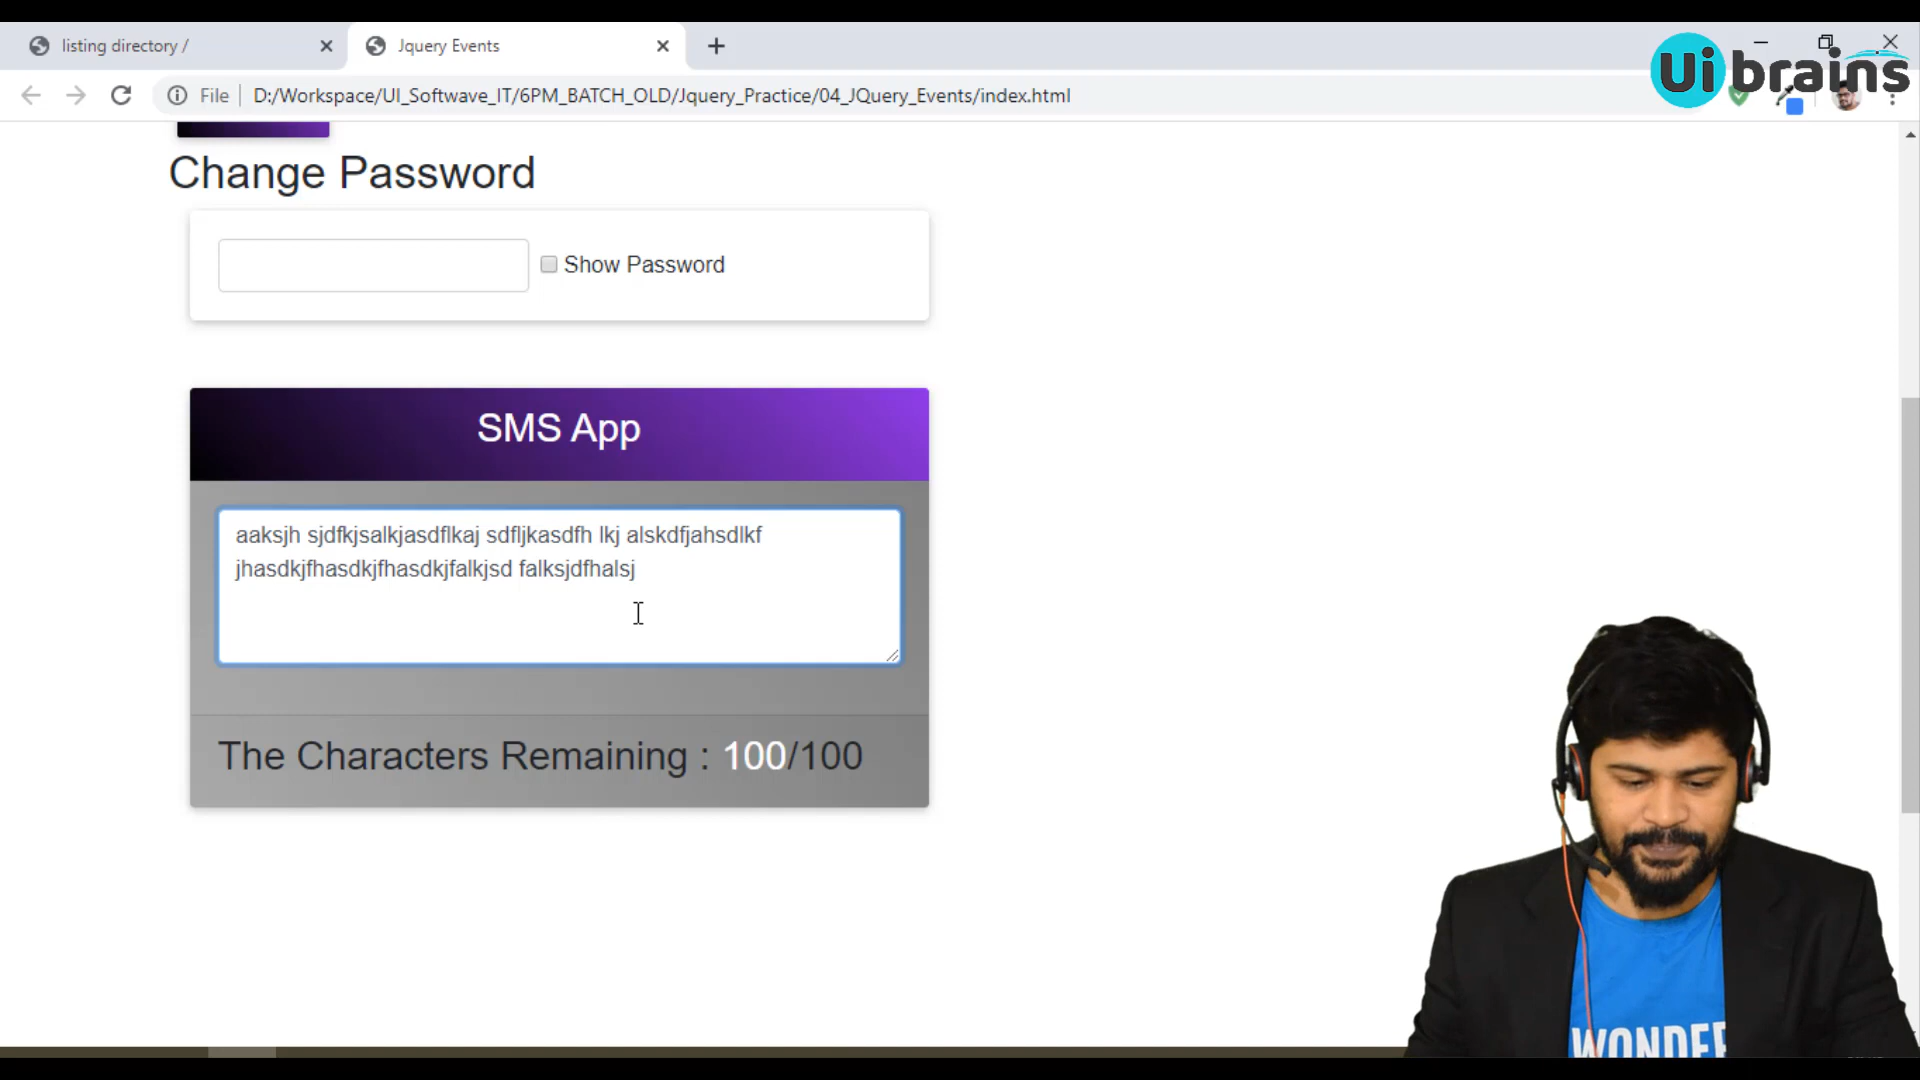 listing directory /
Jquery Events
Ui brains
File
D:/Workspace/UI_Softwave_IT/6PM_BATCH_OLD/Jquery_Practice/04_JQuery_Events/index.html
Change Password
Show Password
SMS App
aaksjh sjdfkjsalkjasdflkaj sdfljkasdfh lkj alskdfjahsdlkf
jhasdkjfhasdkjfhasdkjfalkjsd falksjdfhalsj
The Characters Remaining : 100/100
WONDER